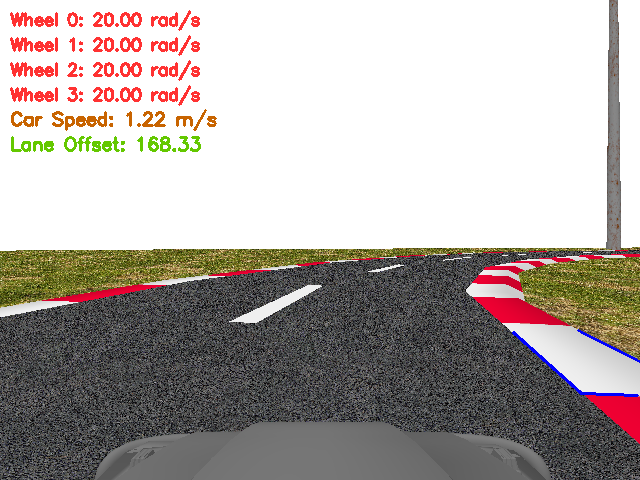 Wheel 0: 20.00 rad/s
Wheel 1: 20.00 rad/s
Wheel 2: 20.00 rad/s
Wheel 3: 20.00 rad/s
Car Speed: 1.22 m/s
Lane Offset: 168.33